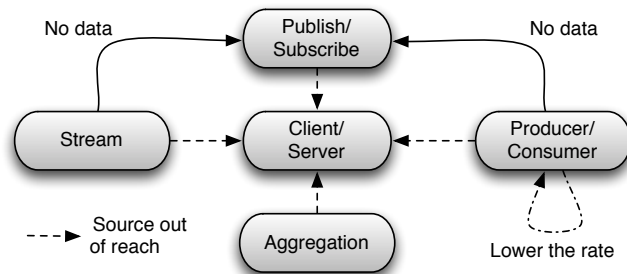 No data
Publish/
Subscribe
No data
Stream
Client/
Server
Producer/
Consumer
Source out
of reach
Aggregation
Lower the rate